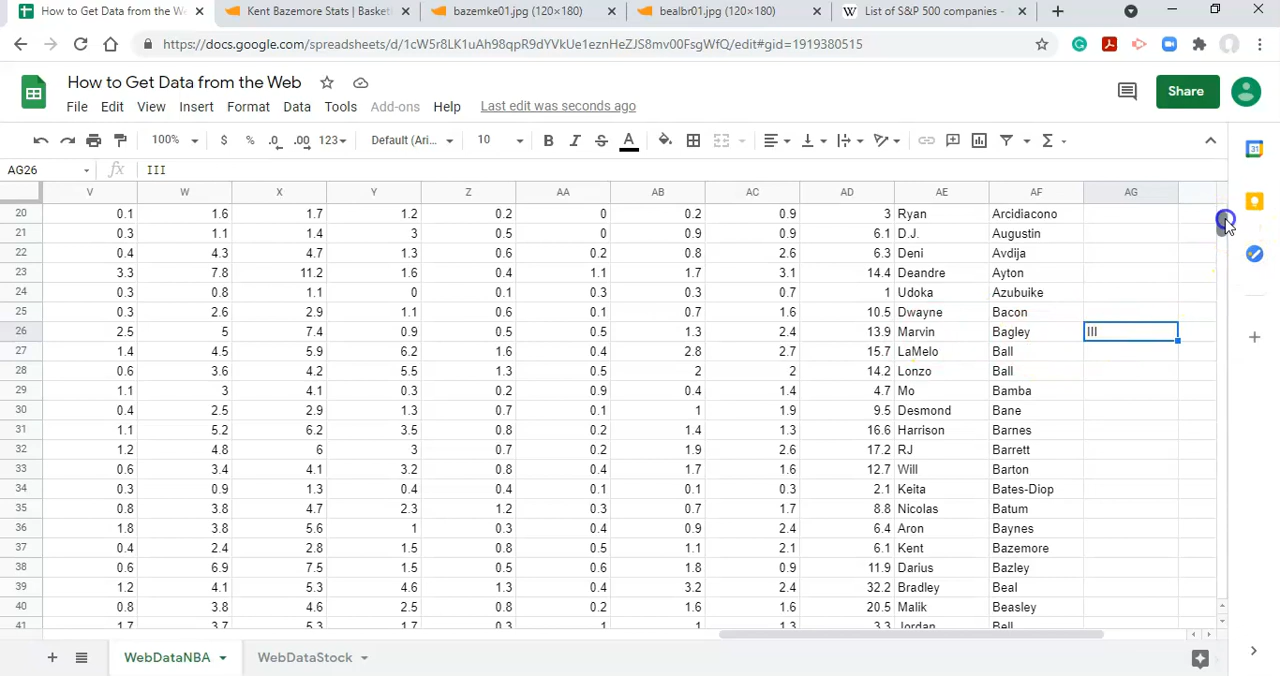 How to Get Data from the We
Kent Bazemore Stats | Basket
bazemke01.jpg (120×180)
bealbr01.jpg (120×180)
W List of S&P 500 companies -
https://docs.google.com/spreadsheets/d/1cW5r8LK1uAh98qpR9dYVkUe1eznHeZJS8mv00FsgWfQ/edit#gid=1919380515
How to Get Data from the Web
File Edit View Insert Format Data Tools Add-ons Help Last edit was seconds ago
Share
100% $ % .0 .00 123 Default (Ari... 10 B I S A Σ
AG26 fx III
V W X Y Z AA AB AC AD AE AF AG
20 0.1 1.6 1.7 1.2 0.2 0 0.2 0.9 3 Ryan Arcidiacono
21 0.3 1.1 1.4 3 0.5 0 0.9 0.9 6.1 D.J. Augustin
22 0.4 4.3 4.7 1.3 0.6 0.2 0.8 2.6 6.3 Deni Avdija
23 3.3 7.8 11.2 1.6 0.4 1.1 1.7 3.1 14.4 Deandre Ayton
24 0.3 0.8 1.1 0 0.1 0.3 0.3 0.7 1 Udoka Azubuike
25 0.3 2.6 2.9 1.1 0.6 0.1 0.7 1.6 10.5 Dwayne Bacon
26 2.5 5 7.4 0.9 0.5 0.5 1.3 2.4 13.9 Marvin Bagley III
27 1.4 4.5 5.9 6.2 1.6 0.4 2.8 2.7 15.7 LaMelo Ball
28 0.6 3.6 4.2 5.5 1.3 0.5 2 2 14.2 Lonzo Ball
29 1.1 3 4.1 0.3 0.2 0.9 0.4 1.4 4.7 Mo Bamba
30 0.4 2.5 2.9 1.3 0.7 0.1 1 1.9 9.5 Desmond Bane
31 1.1 5.2 6.2 3.5 0.8 0.2 1.4 1.3 16.6 Harrison Barnes
32 1.2 4.8 6 3 0.7 0.2 1.9 2.6 17.2 RJ Barrett
33 0.6 3.4 4.1 3.2 0.8 0.4 1.7 1.6 12.7 Will Barton
34 0.3 0.9 1.3 0.4 0.4 0.1 0.1 0.3 2.1 Keita Bates-Diop
35 0.8 3.8 4.7 2.3 1.2 0.3 0.7 1.7 8.8 Nicolas Batum
36 1.8 3.8 5.6 1 0.3 0.4 0.9 2.4 6.4 Aron Baynes
37 0.4 2.4 2.8 1.5 0.8 0.5 1.1 2.1 6.1 Kent Bazemore
38 0.6 6.9 7.5 1.5 0.5 0.6 1.8 0.9 11.9 Darius Bazley
39 1.2 4.1 5.3 4.6 1.3 0.4 3.2 2.4 32.2 Bradley Beal
40 0.8 3.8 4.6 2.5 0.8 0.2 1.6 1.6 20.5 Malik Beasley
41 1.7 3.7 5.3 1.7 0.3 1 1 1.3 3.3 Jordan Bell
WebDataNBA WebDataStock